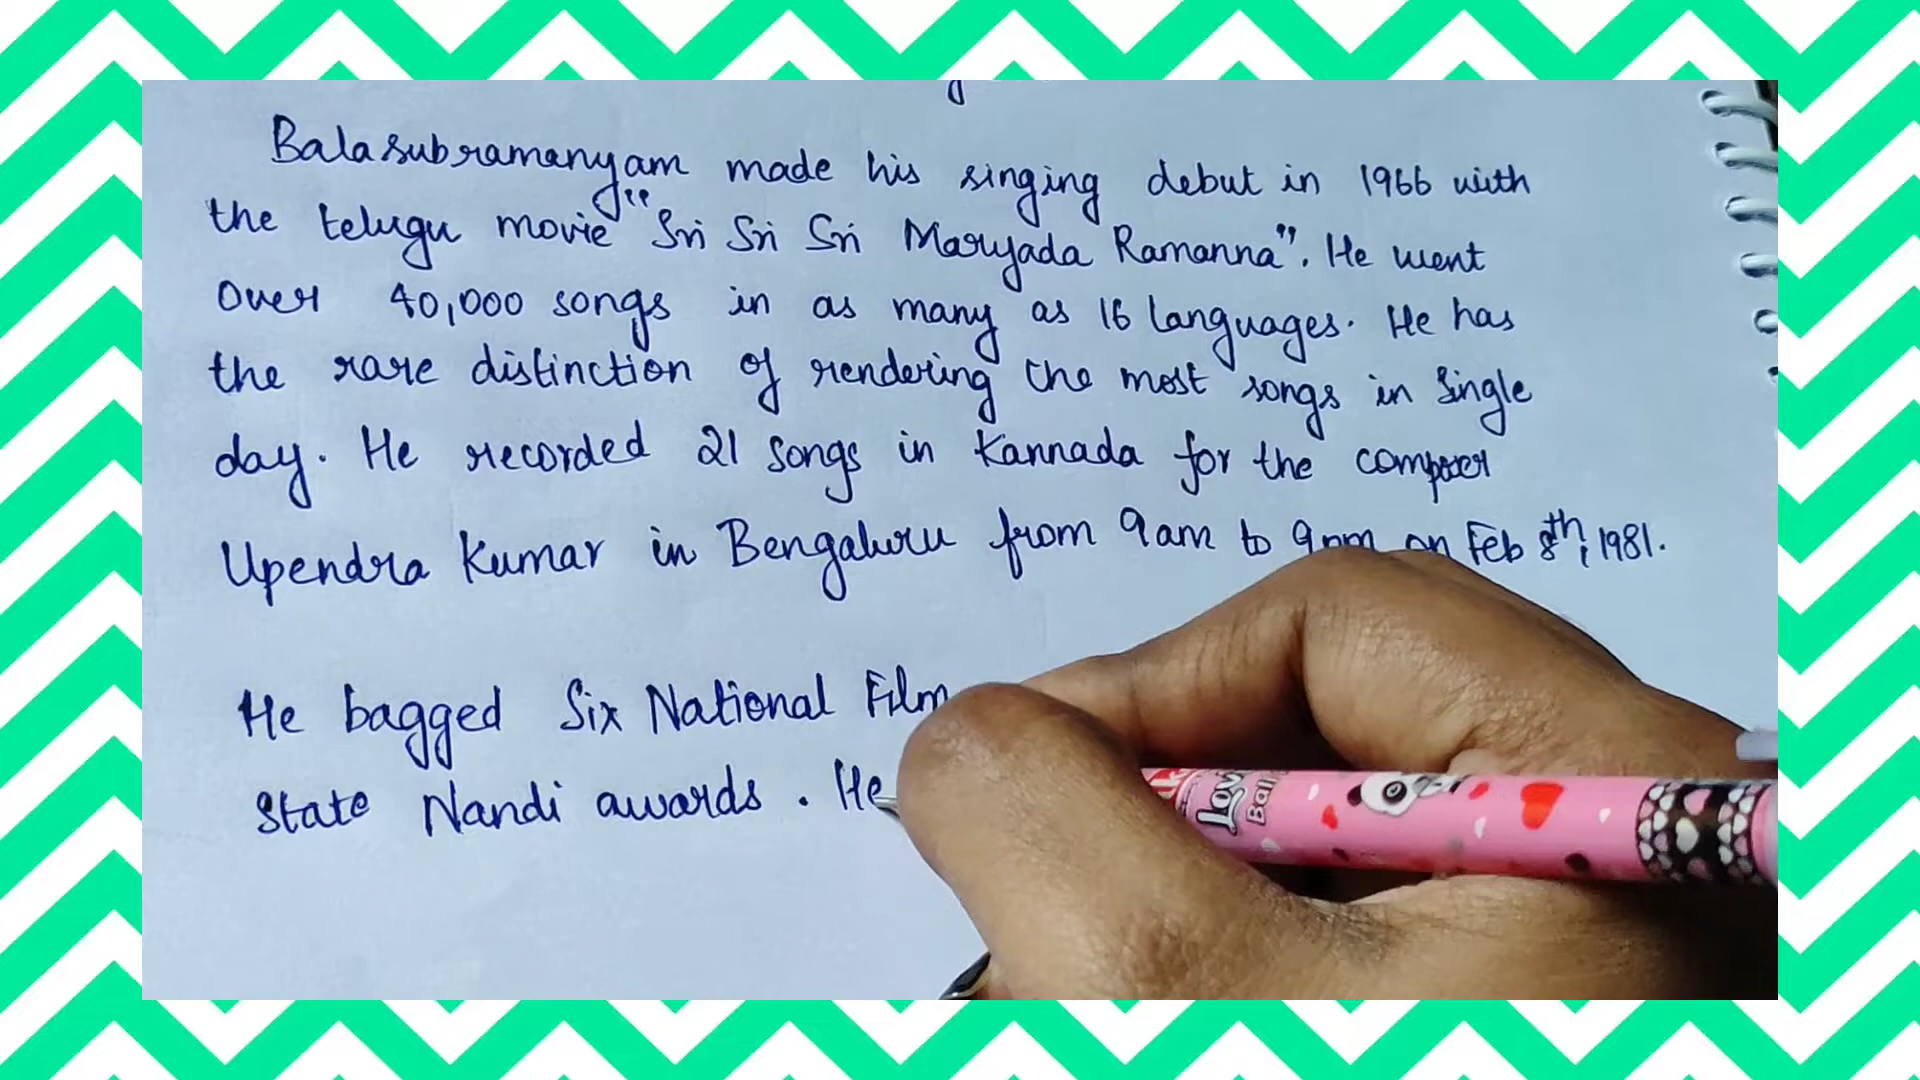 Balasubramanyam made his singing debut in 1966 with
the telugu movie "Sri Sri Sri Maryada Ramanna". He went
over 40,000 songs in as many as 16 languages. He has
the rare distinction of rendering the most songs in single
day. He recorded 21 songs in Kannada for the composer
Upendra Kumar in Bengaluru from 9am to 9pm on Feb 8th, 1981.
He bagged Six National Film
state Nandi awards. He
Lov
Ball